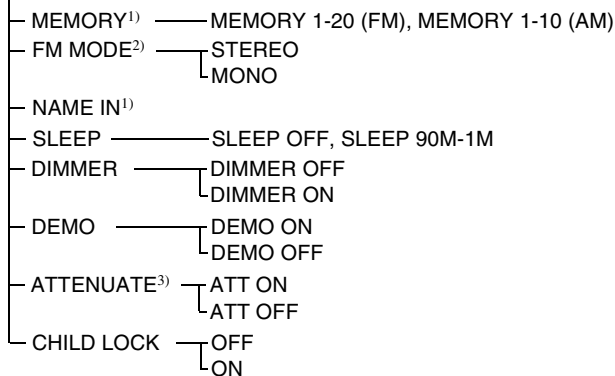 MEMORY1) MEMORY 1-20 (FM), MEMORY 1-10 (AM)
FM MODE2) STEREO
MONO
NAME IN1)
SLEEP SLEEP OFF, SLEEP 90M-1M
DIMMER DIMMER OFF
DIMMER ON
DEMO DEMO ON
DEMO OFF
ATTENUATE3) ATT ON
ATT OFF
CHILD LOCK OFF
ON